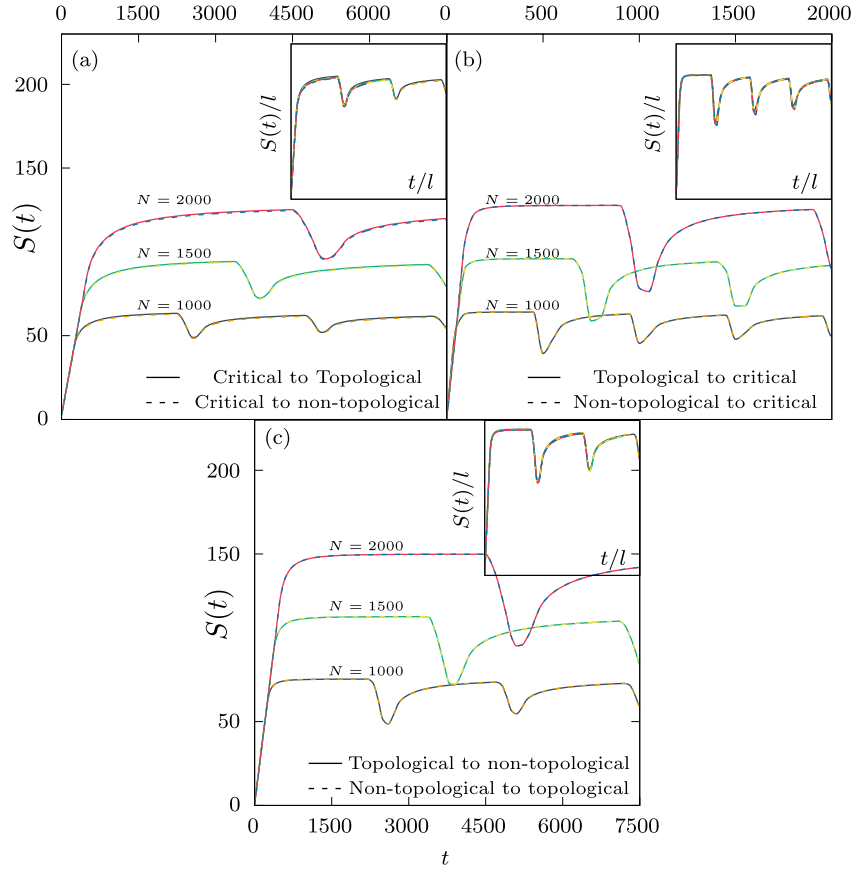 0 1500 3000 4500 6000 0 500 1000 1500 2000
(a) (b)
S(t)/l S(t)/l
t/l t/l
200
150
50
0
S(t)
N = 2000 N = 2000
N = 1500 N = 1500
N = 1000 N = 1000
Critical to Topological Topological to critical
Critical to non-topological Non-topological to critical
(c)
S(t)/l
t/l
200
150
50
0
S(t)
N = 2000
N = 1500
N = 1000
Topological to non-topological
Non-topological to topological
0 1500 3000 4500 6000 7500
t